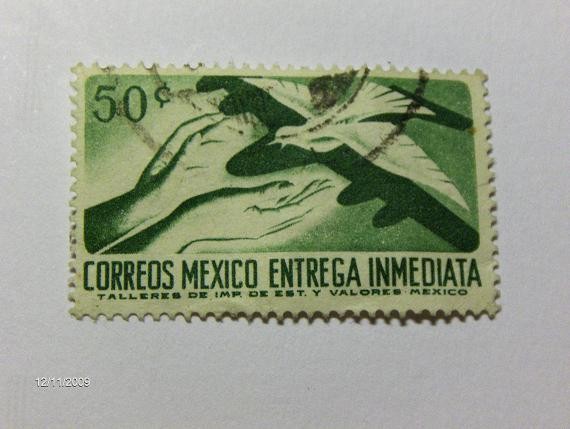 50¢
CORREOS MEXICO ENTREGA INMEDIATA
TALLERES DE IMP. DE EST. Y VALORES-MEXICO
12/11/2009